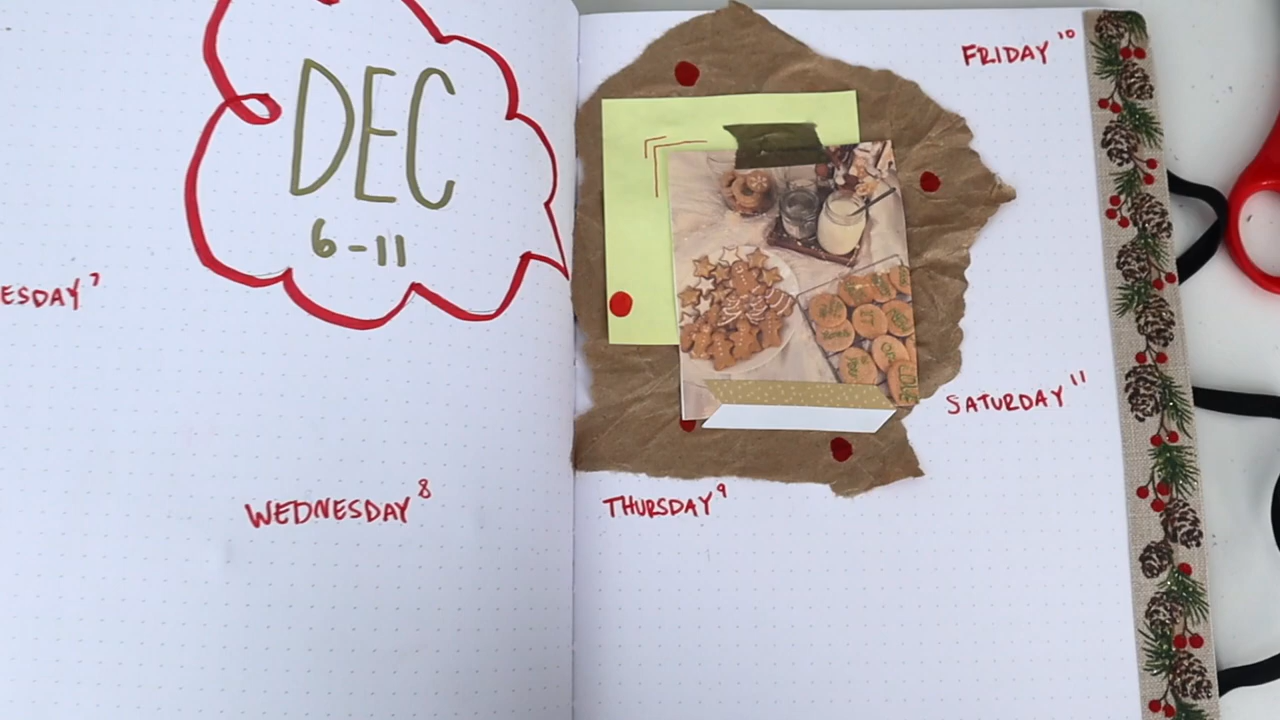 DEC
6-11
ESDAY 7
WEDNESDAY 8
THURSDAY 9
FRIDAY 10
SATURDAY 11